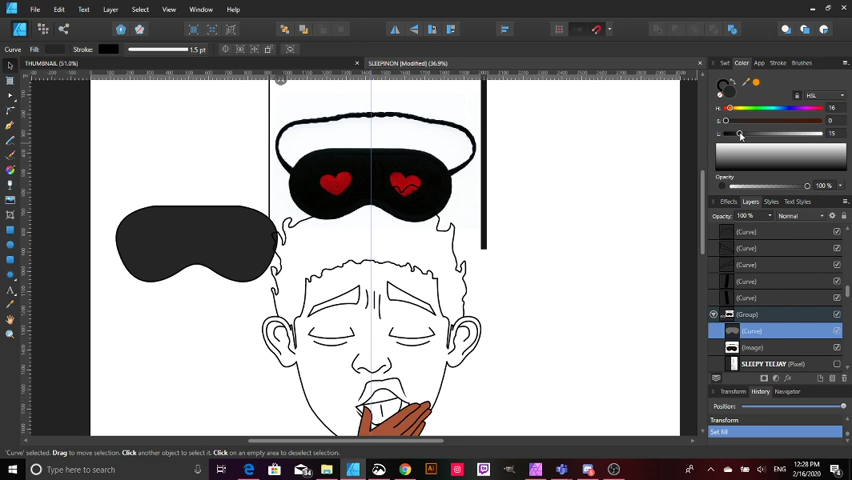 File Edit Text Layer Select View Window Help
Curve Fill: Stroke: 1.5 pt
THUMBNAIL (51.0%) × SLEEPINON (Modified) (36.9%) ×
Set Color App Stroke Brushes
HSL
H: 16
S: 0
L: 15
Opacity
100 %
Effects Layers Styles Text Styles
Opacity: 100 % Normal
(Curve)
(Curve)
(Curve)
(Curve)
(Curve)
(Group)
(Curve)
(Image)
SLEEPY TEEJAY (Pixel)
Transform History Navigator
Position:
Transform
Set fill
'Curve' selected. Drag to move selection. Click another object to select it. Click on an empty area to deselect selection.
Type here to search
12:28 PM
2/16/2020